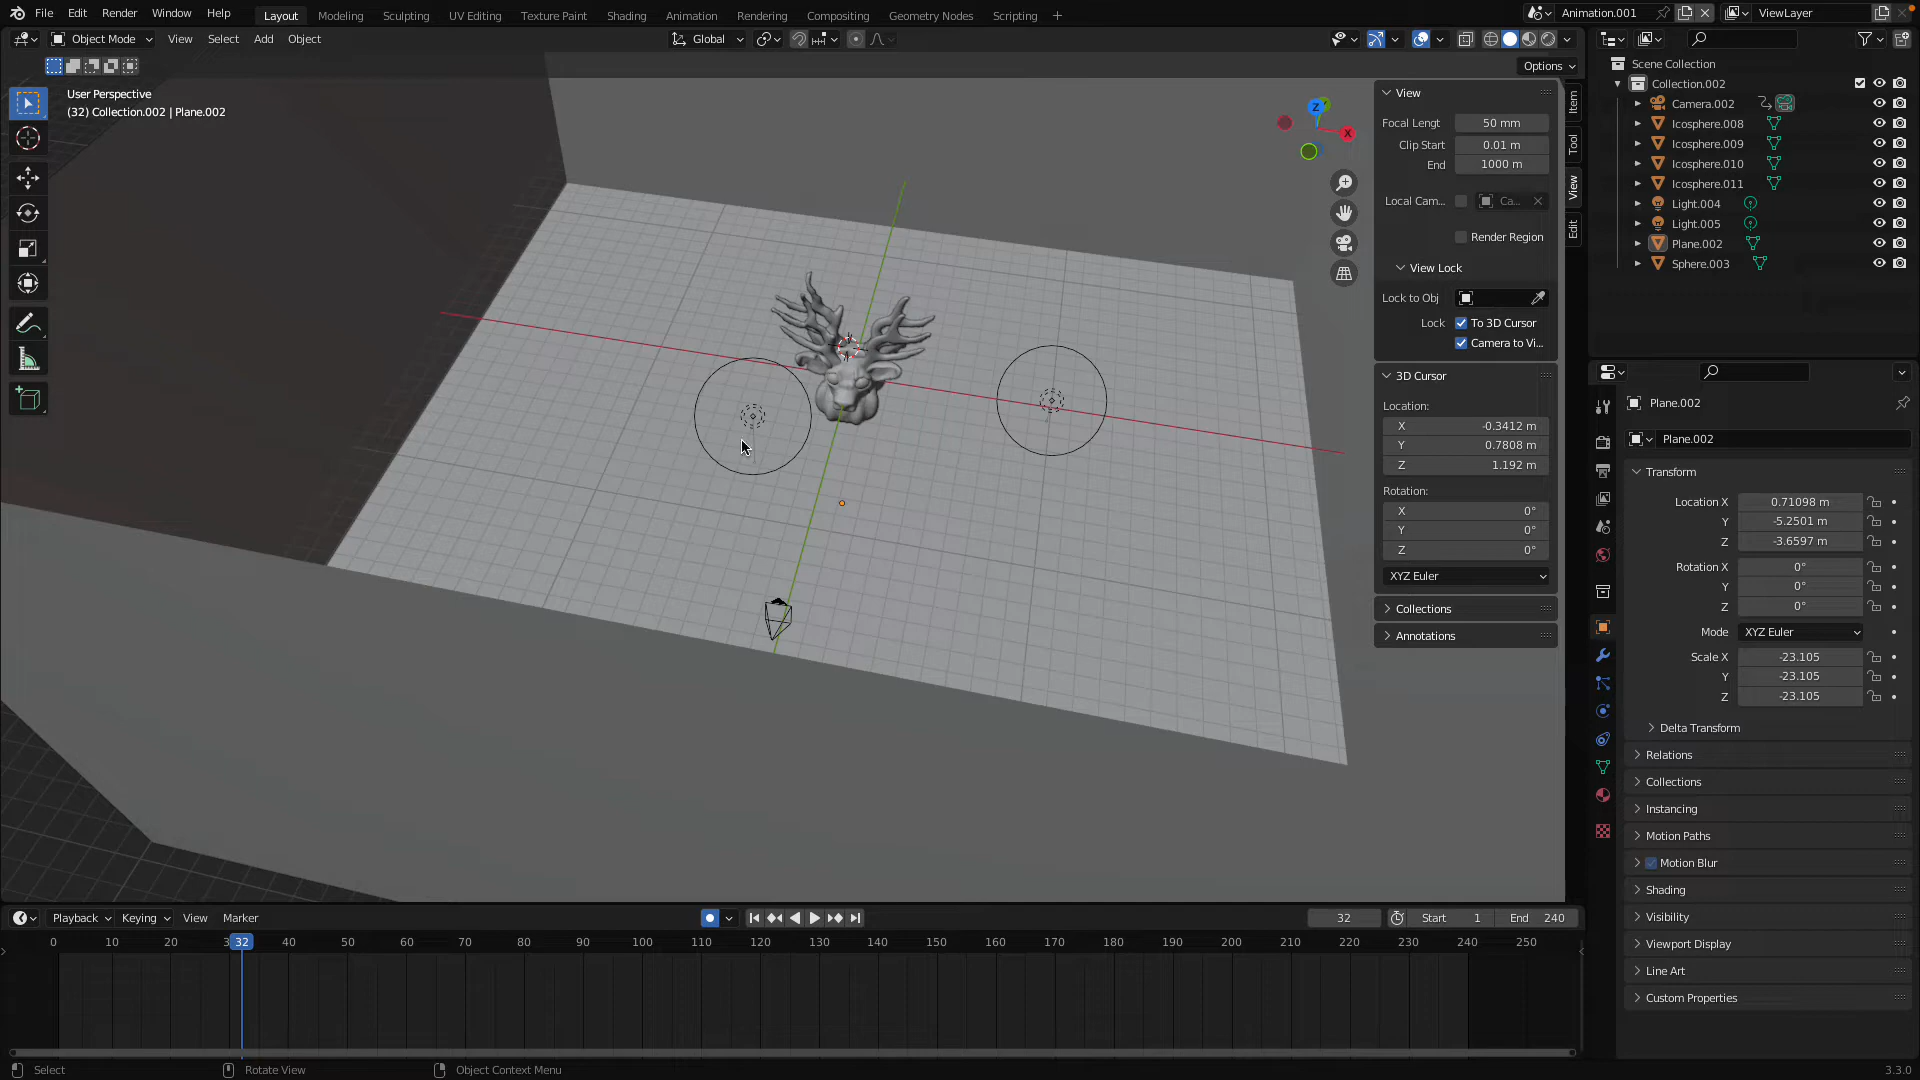 File Edit Render Window Help Layout Modeling Sculpting UV Editing Texture Paint Shading Animation Rendering Compositing Geometry Nodes Scripting + Animation.001 ViewLayer
Object Mode View Select Add Object Global
Options
User Perspective
(32) Collection.002 | Plane.002
Z
X
View
Focal Lengt 50 mm
Clip Start 0.01 m
End 1000 m
Local Cam... Ca...
Render Region
View Lock
Lock to Obj
Lock To 3D Cursor
Camera to Vi...
3D Cursor
Location:
X -0.3412 m
Y 0.7808 m
Z 1.192 m
Rotation:
X 0°
Y 0°
Z 0°
XYZ Euler
Collections
Annotations
Item
Tool
View
Edit
Scene Collection
Collection.002
Camera.002
Icosphere.008
Icosphere.009
Icosphere.010
Icosphere.011
Light.004
Light.005
Plane.002
Sphere.003
Plane.002
Plane.002
Transform
Location X 0.71098 m
Y -5.2501 m
Z -3.6597 m
Rotation X 0°
Y 0°
Z 0°
Mode XYZ Euler
Scale X -23.105
Y -23.105
Z -23.105
Delta Transform
Relations
Collections
Instancing
Motion Paths
Motion Blur
Shading
Visibility
Viewport Display
Line Art
Custom Properties
Playback Keying View Marker 32 Start 1 End 240
0 10 20 3 32 40 50 60 70 80 90 100 110 120 130 140 150 160 170 180 190 200 210 220 230 240 250
Select Rotate View Object Context Menu 3.3.0